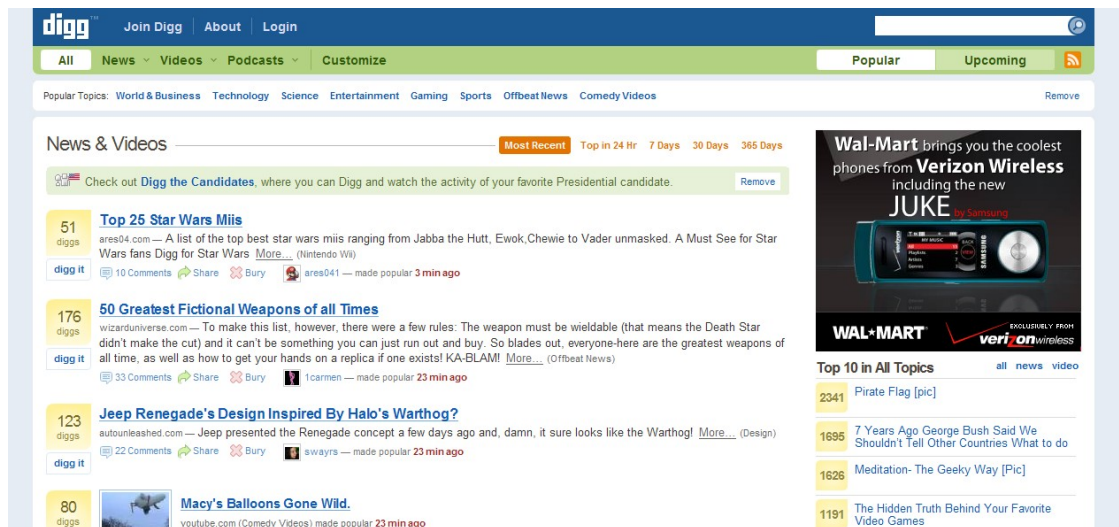 digg™ Join Digg About Login
All News Videos Podcasts Customize Popular Upcoming
Popular Topics: World & Business Technology Science Entertainment Gaming Sports Offbeat News Comedy Videos Remove
News & Videos Most Recent Top in 24 Hr 7 Days 30 Days 365 Days
Check out Digg the Candidates, where you can Digg and watch the activity of your favorite Presidential candidate. Remove
51
diggs
digg it
Top 25 Star Wars Miis
ares04.com — A list of the top best star wars miis ranging from Jabba the Hutt, Ewok,Chewie to Vader unmasked. A Must See for Star
Wars fans Digg for Star Wars More... (Nintendo Wii)
10 Comments Share Bury ares041 — made popular 3 min ago
176
diggs
digg it
50 Greatest Fictional Weapons of all Times
wizarduniverse.com — To make this list, however, there were a few rules: The weapon must be wieldable (that means the Death Star
didn't make the cut) and it can't be something you can just run out and buy. So blades out, everyone-here are the greatest weapons of
all time, as well as how to get your hands on a replica if one exists! KA-BLAM! More... (Offbeat News)
33 Comments Share Bury 1carmen — made popular 23 min ago
123
diggs
digg it
Jeep Renegade's Design Inspired By Halo's Warthog?
autounleashed.com — Jeep presented the Renegade concept a few days ago and, damn, it sure looks like the Warthog! More... (Design)
22 Comments Share Bury swayrs — made popular 23 min ago
80
diggs
Macy's Balloons Gone Wild.
youtube.com (Comedy Videos) made popular 23 min ago
Wal-Mart brings you the coolest
phones from Verizon Wireless
including the new
JUKE by Samsung
MY MUSIC
BACK
SAMSUNG
WAL★MART
EXCLUSIVELY FROM
verizonwireless
Top 10 in All Topics all news video
2341 Pirate Flag [pic]
1695 7 Years Ago George Bush Said We
Shouldn't Tell Other Countries What to do
1626 Meditation- The Geeky Way [Pic]
1191 The Hidden Truth Behind Your Favorite
Video Games